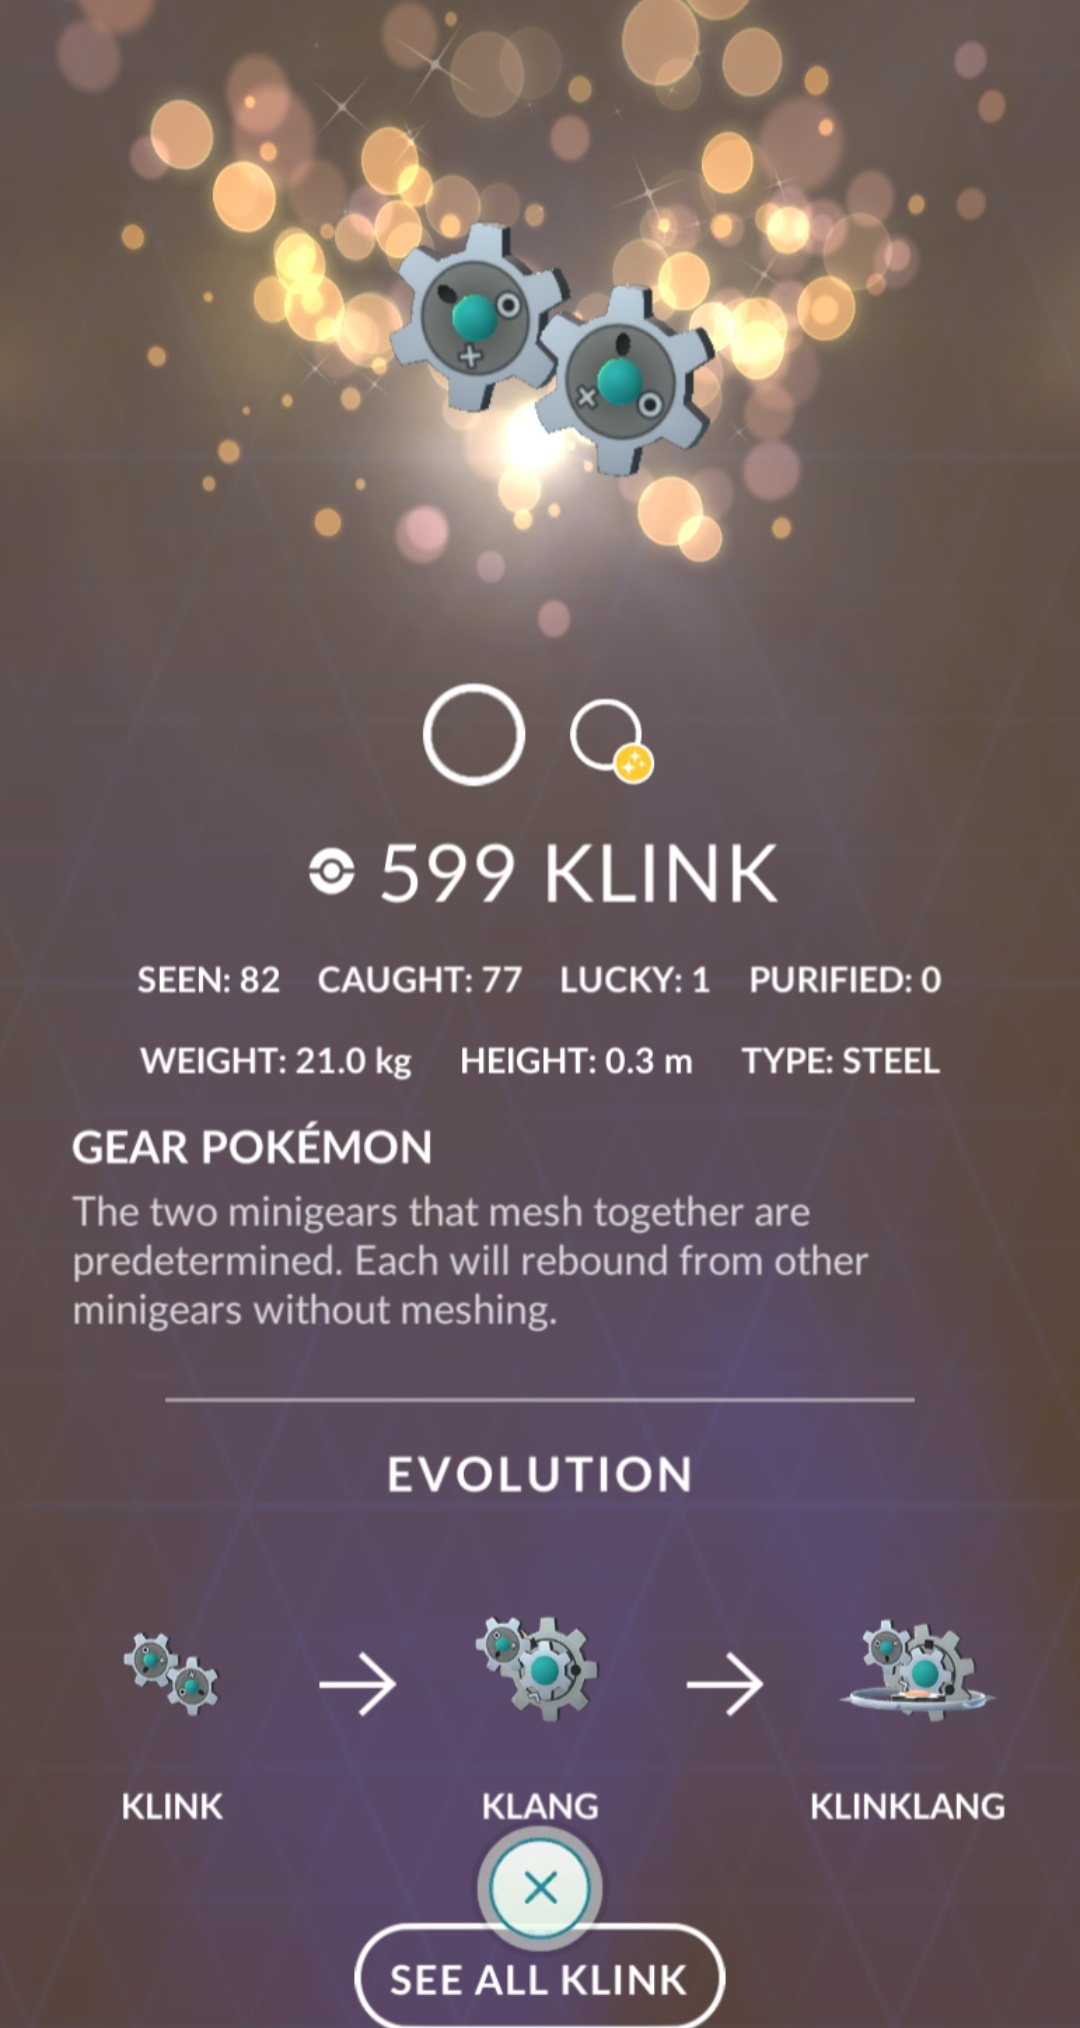 599 KLINK
SEEN: 82 CAUGHT: 77 LUCKY: 1 PURIFIED: 0
WEIGHT: 21.0 kg HEIGHT: 0.3 m TYPE: STEEL
GEAR POKÉMON
The two minigears that mesh together are
predetermined. Each will rebound from other
minigears without meshing.
EVOLUTION
KLINK KLANG KLINKLANG
SEE ALL KLINK